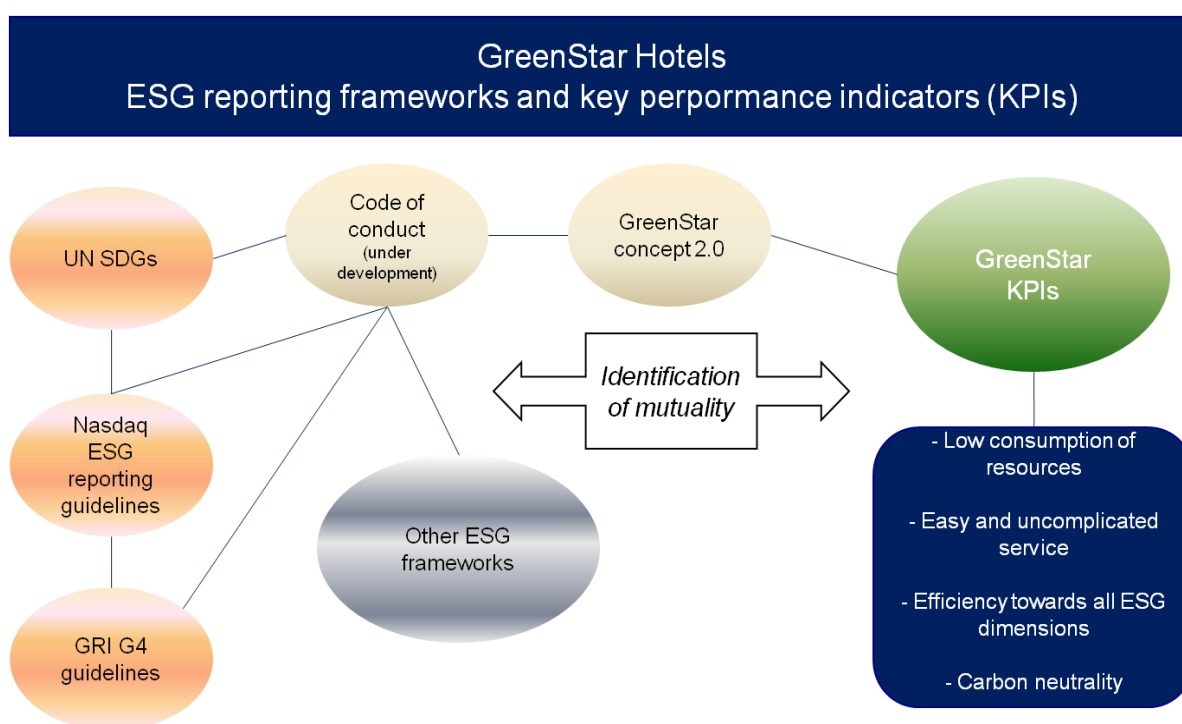 GreenStar Hotels
ESG reporting frameworks and key perpormance indicators (KPIs)
UN SDGs
Code of
conduct
(under
development)
GreenStar
concept 2.0
GreenStar
KPIs
Identification
of mutuality
Nasdaq
ESG
reporting
guidelines
Other ESG
frameworks
GRI G4
guidelines
- Low consumption of
resources
- Easy and uncomplicated
service
- Efficiency towards all ESG
dimensions
- Carbon neutrality